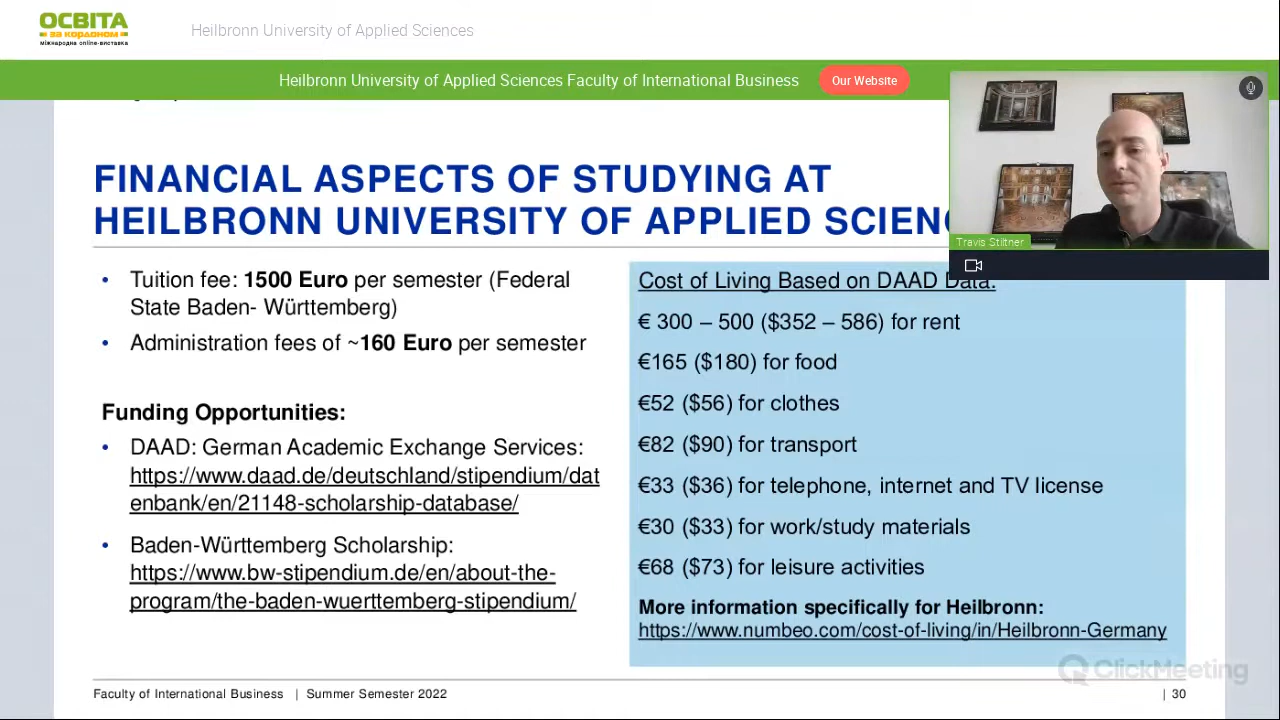 ОСВІТА
за кордоном
міжнародна online-виставка
Heilbronn University of Applied Sciences
Heilbronn University of Applied Sciences Faculty of International Business
Our Website
FINANCIAL ASPECTS OF STUDYING AT
HEILBRONN UNIVERSITY OF APPLIED SCIENC
Travis Stiltner
• Tuition fee: 1500 Euro per semester (Federal
State Baden- Württemberg)
• Administration fees of ~160 Euro per semester
Funding Opportunities:
• DAAD: German Academic Exchange Services:
https://www.daad.de/deutschland/stipendium/dat
enbank/en/21148-scholarship-database/
• Baden-Württemberg Scholarship:
https://www.bw-stipendium.de/en/about-the-
program/the-baden-wuerttemberg-stipendium/
Cost of Living Based on DAAD Data:
€ 300 – 500 ($352 – 586) for rent
€165 ($180) for food
€52 ($56) for clothes
€82 ($90) for transport
€33 ($36) for telephone, internet and TV license
€30 ($33) for work/study materials
€68 ($73) for leisure activities
More information specifically for Heilbronn:
https://www.numbeo.com/cost-of-living/in/Heilbronn-Germany
ClickMeeting
Faculty of International Business | Summer Semester 2022
| 30